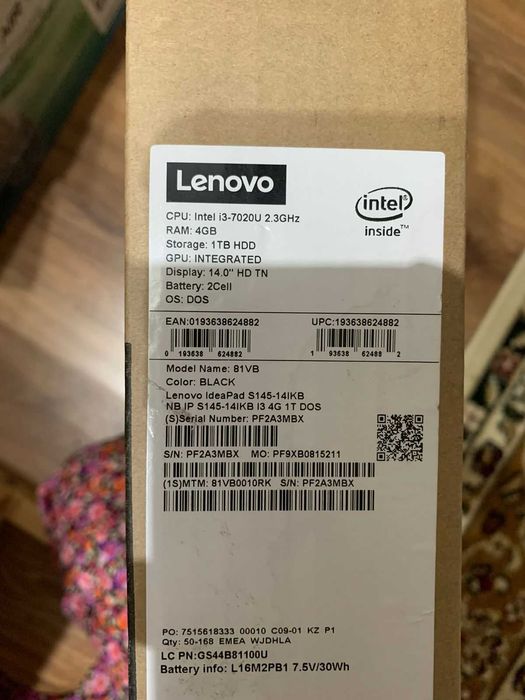 Lenovo
intel
inside™
CPU: Intel i3-7020U 2.3GHz
RAM: 4GB
Storage: 1TB HDD
GPU: INTEGRATED
Display: 14.0" HD TN
Battery: 2Cell
OS: DOS
EAN:0193638624882 UPC:193638624882
0 193638 624882 1 93638 62488 2
Model Name: 81VB
Color: BLACK
Lenovo IdeaPad S145-14IKB
NB IP S145-14IKB I3 4G 1T DOS
(S)Serial Number: PF2A3MBX
S/N: PF2A3MBX MO: PF9XB0815211
(1S)MTM: 81VB0010RK S/N: PF2A3MBX
PO: 7515618333 00010 C09-01 KZ P1
Qty: 50-168 EMEA WJDHLA
LC PN:GS44B81100U
Battery info: L16M2PB1 7.5V/30Wh